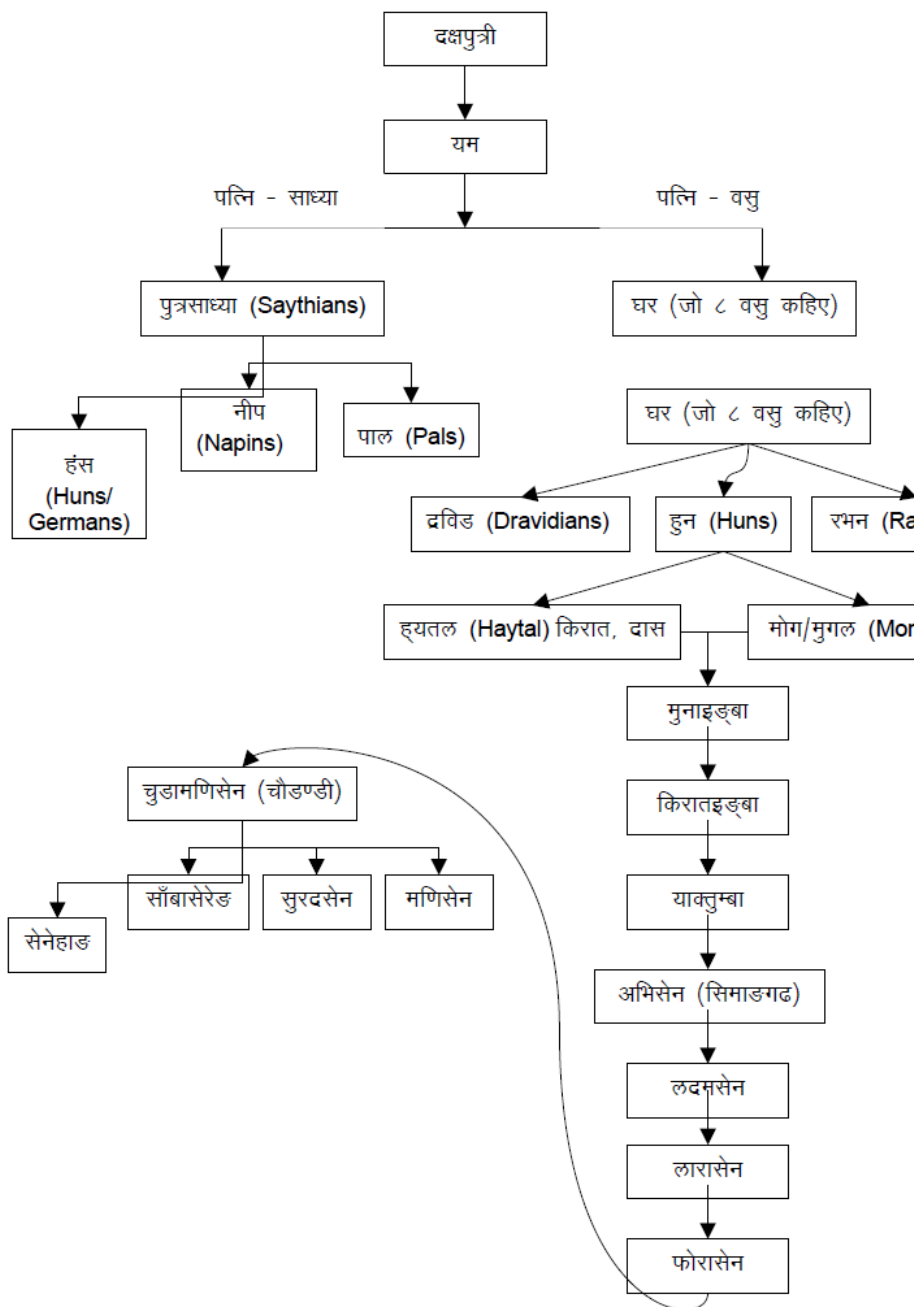 दक्षपुत्री
यम
पत्नि - साध्या
पत्नि - वसु
पुत्रसाध्या (Saythians)
घर (जो ८ वसु कहिए)
नीप
(Napins)
पाल (Pals)
हंस
(Huns/
Germans)
घर (जो ८ वसु कहिए)
द्रविड (Dravidians)
हुन (Huns)
रभन (Ra
ह्यतल (Haytal) किरात, दास
मोग/मुगल (Mor
मुनाइङ्बा
चुडामणिसेन (चौडण्डी)
किरातइङ्बा
साँबासेरेङ
सुरदसेन
मणिसेन
याक्तुम्बा
सेनेहाङ
अभिसेन (सिमाङगढ)
लदमसेन
लारासेन
फोरासेन